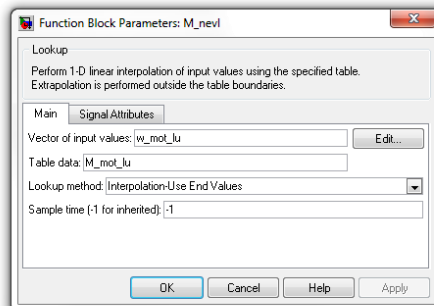 Function Block Parameters: M_nevl
Lookup
Perform 1-D linear interpolation of input values using the specified table.
Extrapolation is performed outside the table boundaries.
Main Signal Attributes
Vector of input values: w_mot_lu Edit...
Table data: M_mot_lu
Lookup method: Interpolation-Use End Values
Sample time (-1 for inherited): -1
OK Cancel Help Apply